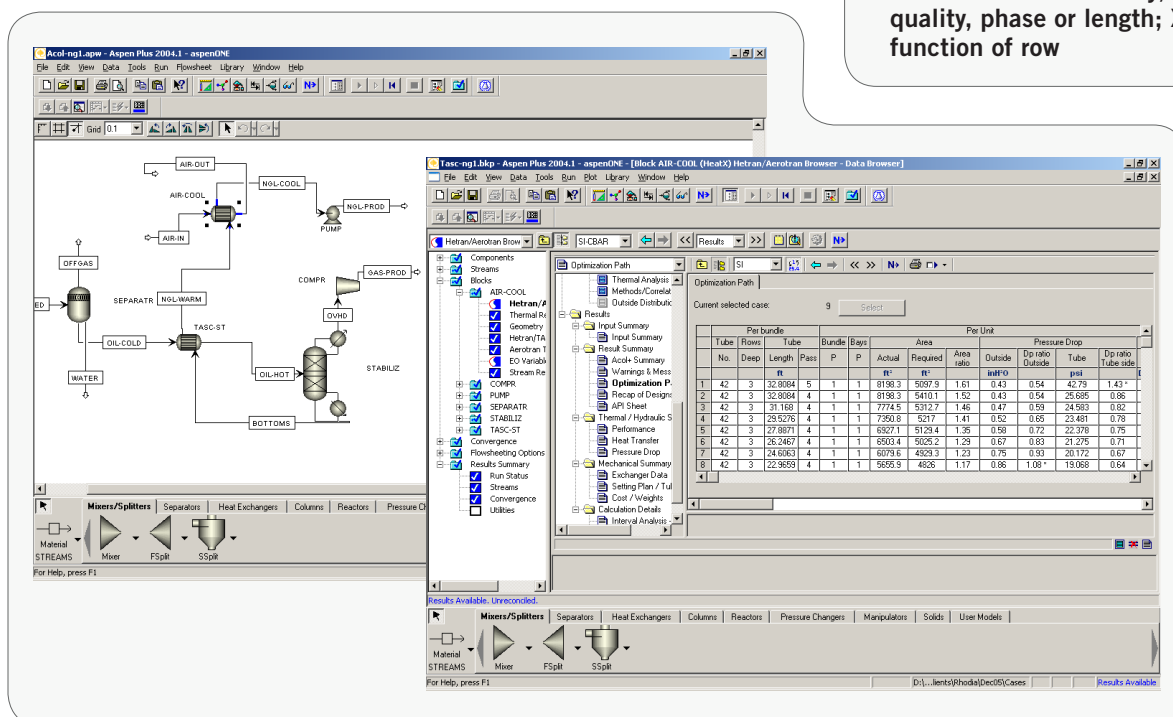 quality, phase or length;
function of row
Acol-ng1.apw - Aspen Plus 2004.1 - aspenONE
File Edit View Data Tools Run Flowsheet Library Window Help
Grid 0.1
AIR-OUT
NGL-COOL
AIR-COOL
NGL-PROD
AIR-IN
PUMP
OFFGAS
GAS-PROD
COMPR
SEPARATR
NGL-WARM
OVHD
TASC-ST
OIL-COLD
STABILIZ
OIL-HOT
WATER
BOTTOMS
Mixers/Splitters Separators Heat Exchangers Columns Reactors
Material
STREAMS Mixer FSplit SSplit
For Help, press F1
Tasc-ng1.bkp - Aspen Plus 2004.1 - aspenONE - [Block AIR-COOL (HeatX) Hetran/Aerotran Browser - Data Browser]
File Edit View Data Tools Run Plot Library Window Help
Hetran/Aerotran Brow SI-CBAR Results
Components
Streams
Blocks
AIR-COOL
Hetran/A
Thermal Re
Geometry
Hetran/TA
Aerotran T
EO Variabl
Stream Re
COMPR
PUMP
SEPARATR
STABILIZ
TASC-ST
Convergence
Flowsheeting Options
Results Summary
Run Status
Streams
Convergence
Utilities
Optimization Path
Thermal Analysis
Methods/Correlat
Outside Distributic
Results
Input Summary
Input Summary
Result Summary
Acol+ Summary
Warnings & Mess
Optimization P
Recap of Designs
API Sheet
Thermal / Hydraulic S
Performance
Heat Transfer
Pressure Drop
Mechanical Summary
Exchanger Data
Setting Plan / Tul
Cost / Weights
Calculation Details
Interval Analysis -
SI
Optimization Path
Current selected case: 9 Select
Per bundle Per Unit
Tube Rows Tube Bundle Bays Area Pressure Drop
No. Deep Length Pass P P Actual Required Area ratio Outside Dp ratio Outside Tube Dp ratio Tube side
ft ft² ft² inH²O psi
1 42 3 32.8084 5 1 1 8198.3 5097.9 1.61 0.43 0.54 42.79 1.43 *
2 42 3 32.8084 4 1 1 8198.3 5410.1 1.52 0.43 0.54 25.685 0.86
3 42 3 31.168 4 1 1 7774.5 5312.7 1.46 0.47 0.59 24.583 0.82
4 42 3 29.5276 4 1 1 7350.8 5217 1.41 0.52 0.65 23.481 0.78
5 42 3 27.8871 4 1 1 6927.1 5129.4 1.35 0.58 0.72 22.378 0.75
6 42 3 26.2467 4 1 1 6503.4 5025.2 1.29 0.67 0.83 21.275 0.71
7 42 3 24.6063 4 1 1 6079.6 4929.3 1.23 0.75 0.93 20.172 0.67
8 42 3 22.9659 4 1 1 5655.9 4826 1.17 0.86 1.08 * 19.068 0.64
Results Available. Unreconciled.
Mixers/Splitters Separators Heat Exchangers Columns Reactors Pressure Changers Manipulators Solids User Models
Material
STREAMS Mixer FSplit SSplit
For Help, press F1 D:\...lients\Rhodia\Dec05\Cases Results Available